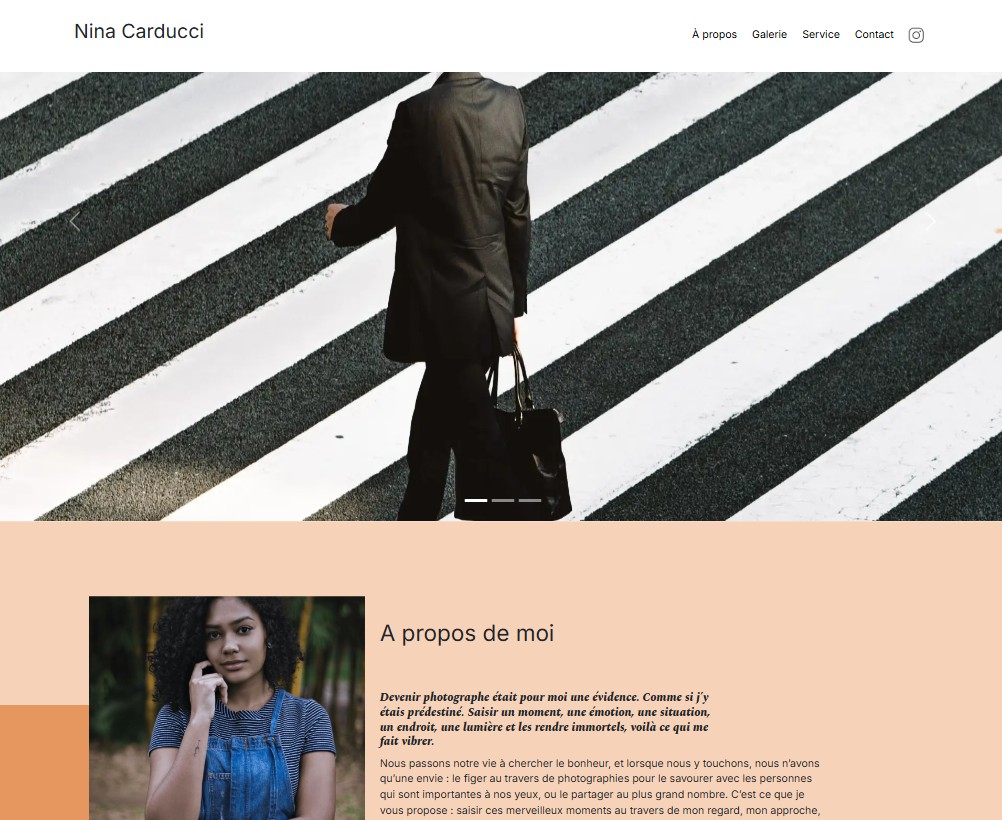 Nina Carducci
À propos Galerie Service Contact
A propos de moi
Devenir photographe était pour moi une évidence. Comme si j'y
étais prédestiné. Saisir un moment, une émotion, une situation,
un endroit, une lumière et les rendre immortels, voilà ce qui me
fait vibrer.
Nous passons notre vie à chercher le bonheur, et lorsque nous y touchons, nous n’avons
qu’une envie : le figer au travers de photographies pour le savourer avec les personnes
qui sont importantes à nos yeux, ou le partager au plus grand nombre. C’est ce que je
vous propose : saisir ces merveilleux moments au travers de mon regard, mon approche,